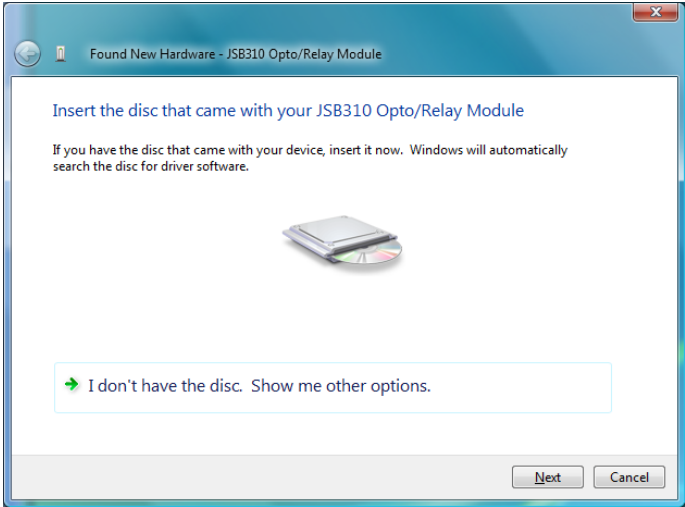 Found New Hardware - JSB310 Opto/Relay Module
Insert the disc that came with your JSB310 Opto/Relay Module
If you have the disc that came with your device, insert it now.  Windows will automatically
search the disc for driver software.
I don't have the disc.  Show me other options.
Next
Cancel